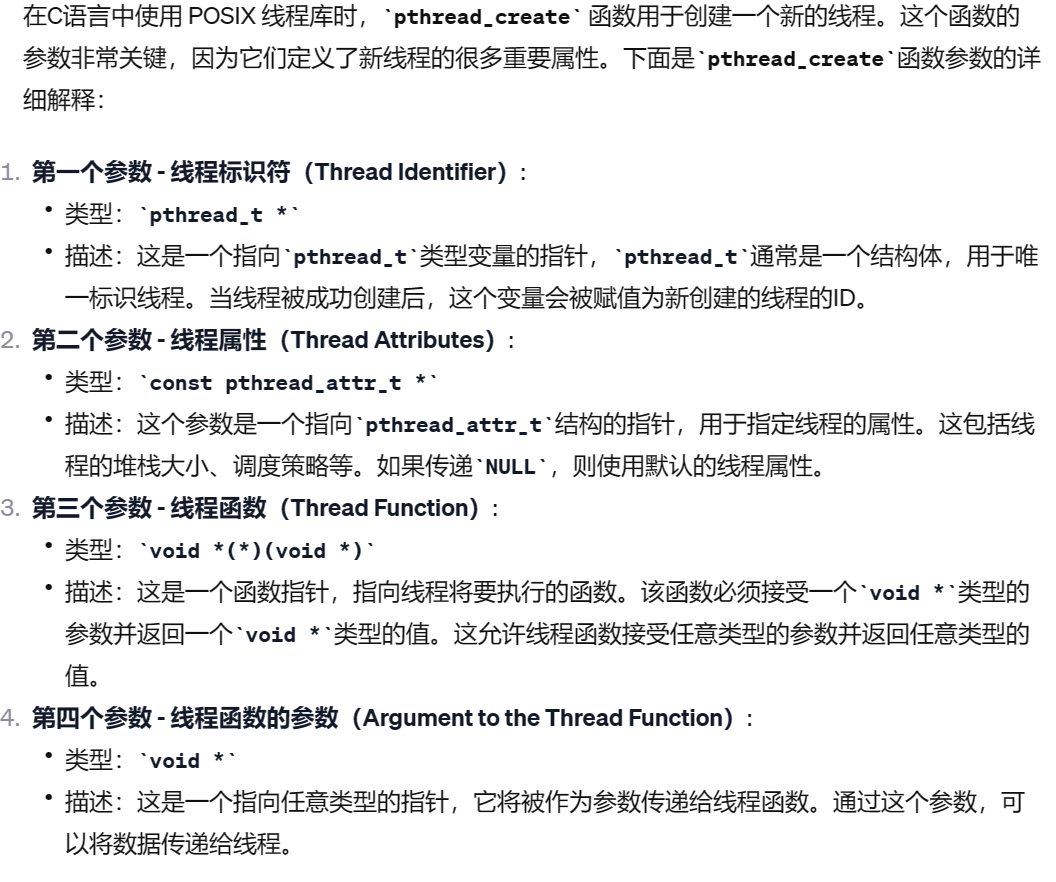 在C语言中使用 POSIX 线程库时，`pthread_create` 函数用于创建一个新的线程。这个函数的
参数非常关键，因为它们定义了新线程的很多重要属性。下面是`pthread_create`函数参数的详
细解释：
1. 第一个参数 - 线程标识符（Thread Identifier）:
• 类型：`pthread_t *`
• 描述：这是一个指向`pthread_t`类型变量的指针，`pthread_t`通常是一个结构体，用于唯
一标识线程。当线程被成功创建后，这个变量会被赋值为新创建的线程的ID。
2. 第二个参数 - 线程属性（Thread Attributes）:
• 类型：`const pthread_attr_t *`
• 描述：这个参数是一个指向`pthread_attr_t`结构的指针，用于指定线程的属性。这包括线
程的堆栈大小、调度策略等。如果传递`NULL`，则使用默认的线程属性。
3. 第三个参数 - 线程函数（Thread Function）:
• 类型：`void *(*)(void *)`
• 描述：这是一个函数指针，指向线程将要执行的函数。该函数必须接受一个`void *`类型的
参数并返回一个`void *`类型的值。这允许线程函数接受任意类型的参数并返回任意类型的
值。
4. 第四个参数 - 线程函数的参数（Argument to the Thread Function）:
• 类型：`void *`
• 描述：这是一个指向任意类型的指针，它将被作为参数传递给线程函数。通过这个参数，可
以将数据传递给线程。